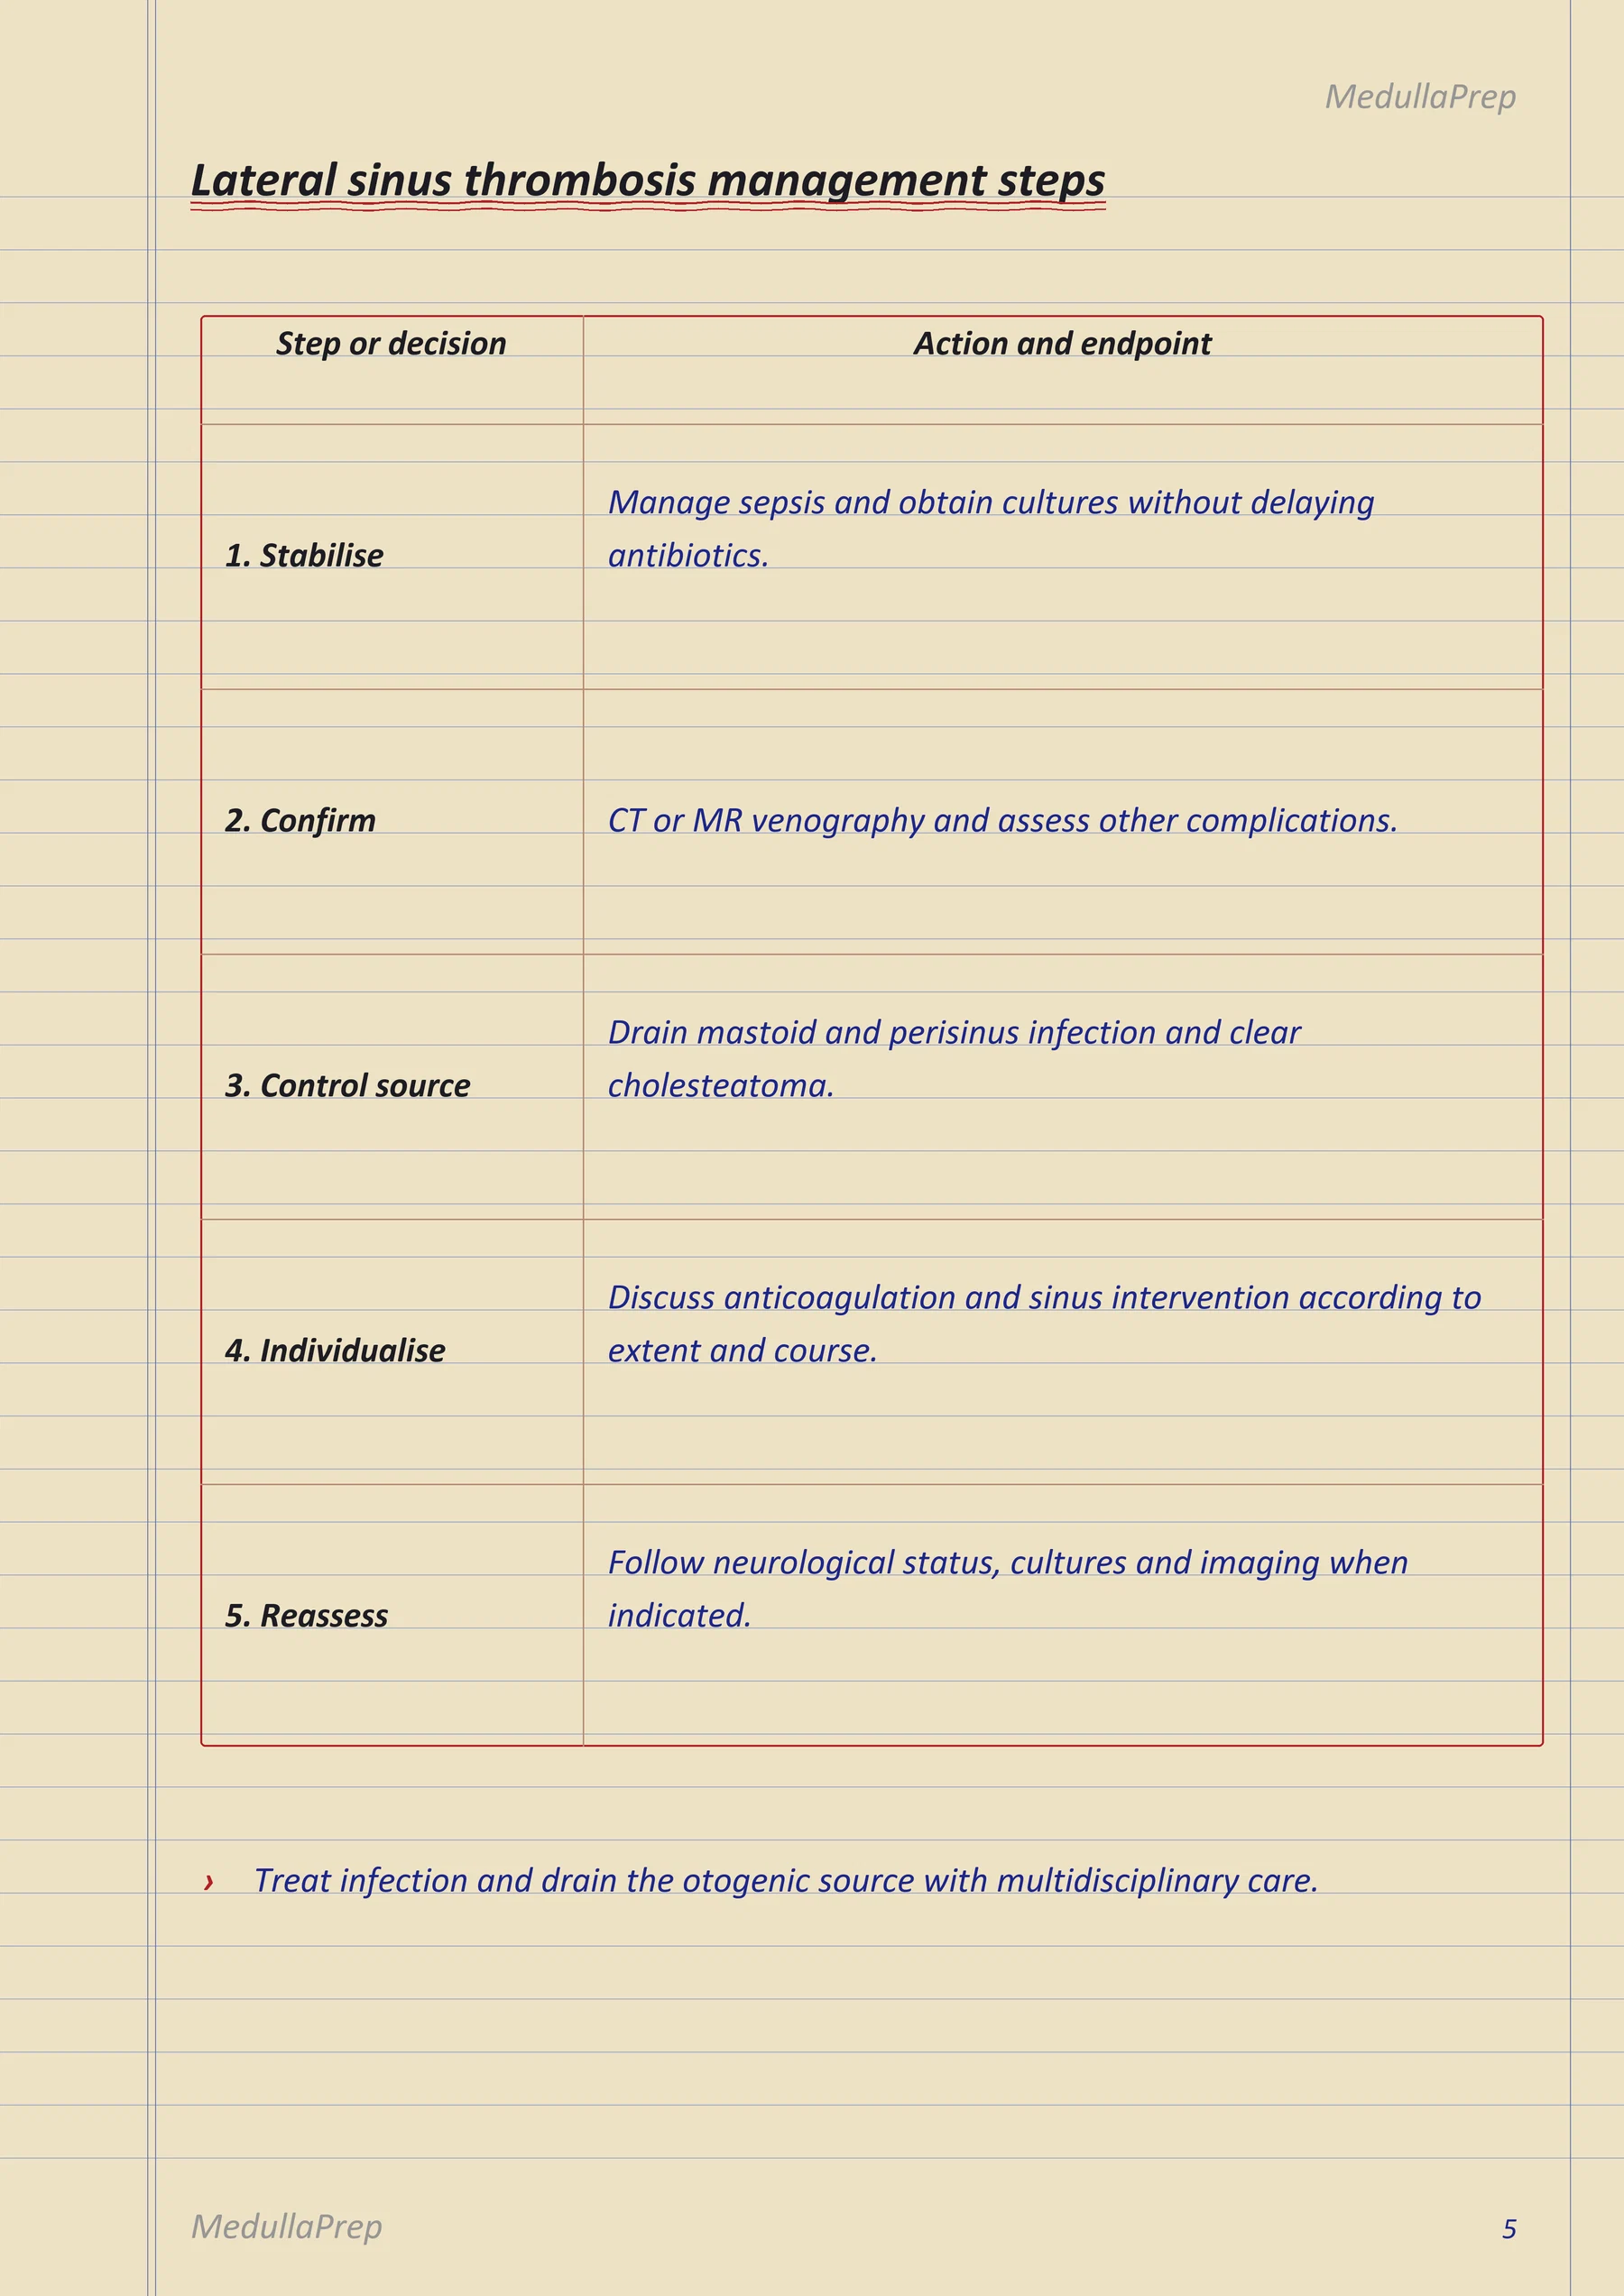 MedullaPrep
Lateral sinus thrombosis management steps
Step or decision
Action and endpoint
1. Stabilise
Manage sepsis and obtain cultures without delaying
antibiotics.
2. Confirm
CT or MR venography and assess other complications.
3. Control source
Drain mastoid and perisinus infection and clear
cholesteatoma.
4. Individualise
Discuss anticoagulation and sinus intervention according to
extent and course.
5. Reassess
Follow neurological status, cultures and imaging when
indicated.
› Treat infection and drain the otogenic source with multidisciplinary care.
MedullaPrep
5